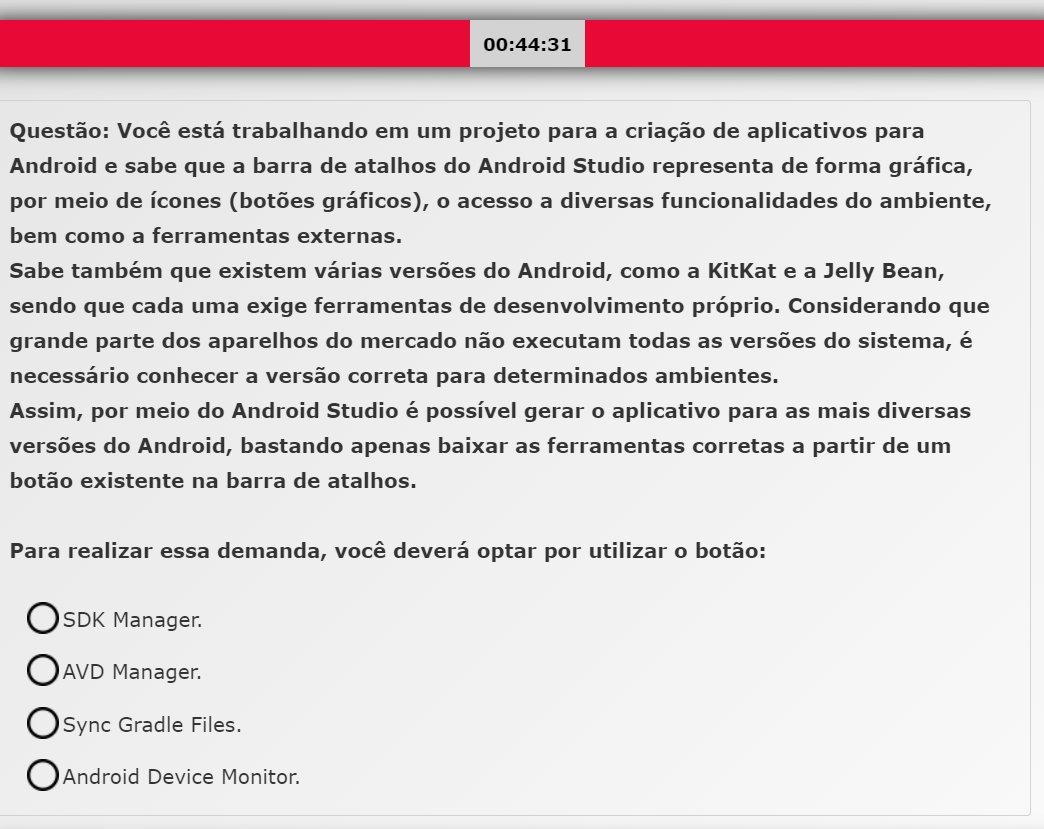 00:44:31
Questão: Você está trabalhando em um projeto para a criação de aplicativos para
Android e sabe que a barra de atalhos do Android Studio representa de forma gráfica,
por meio de ícones (botões gráficos), o acesso a diversas funcionalidades do ambiente,
bem como a ferramentas externas.
Sabe também que existem várias versões do Android, como a KitKat e a Jelly Bean,
sendo que cada uma exige ferramentas de desenvolvimento próprio. Considerando que
grande parte dos aparelhos do mercado não executam todas as versões do sistema, é
necessário conhecer a versão correta para determinados ambientes.
Assim, por meio do Android Studio é possível gerar o aplicativo para as mais diversas
versões do Android, bastando apenas baixar as ferramentas corretas a partir de um
botão existente na barra de atalhos.
Para realizar essa demanda, você deverá optar por utilizar o botão:
SDK Manager.
AVD Manager.
Sync Gradle Files.
Android Device Monitor.